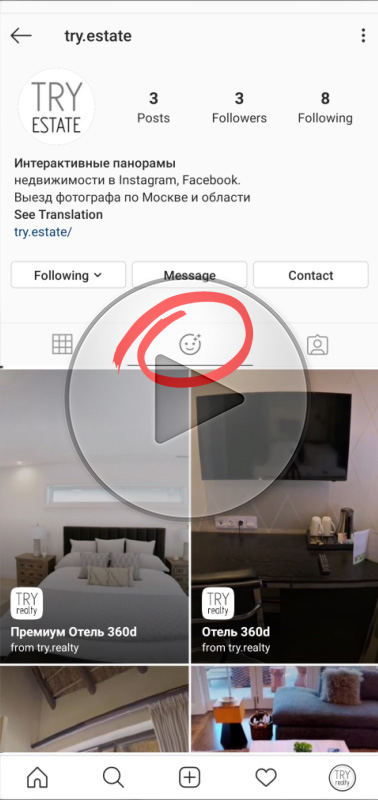 try.estate
TRY
ESTATE
3
3
8
Posts
Followers
Following
Интерактивные панорамы
недвижимости в Instagram, Facebook.
Выезд фотографа по Москве и области
See Translation
try.estate/
Following
Message
Contact
TRY
realty
Премиум Отель 360d
from try.realty
TRY
realty
Отель 360d
from try.realty
TRY
realty